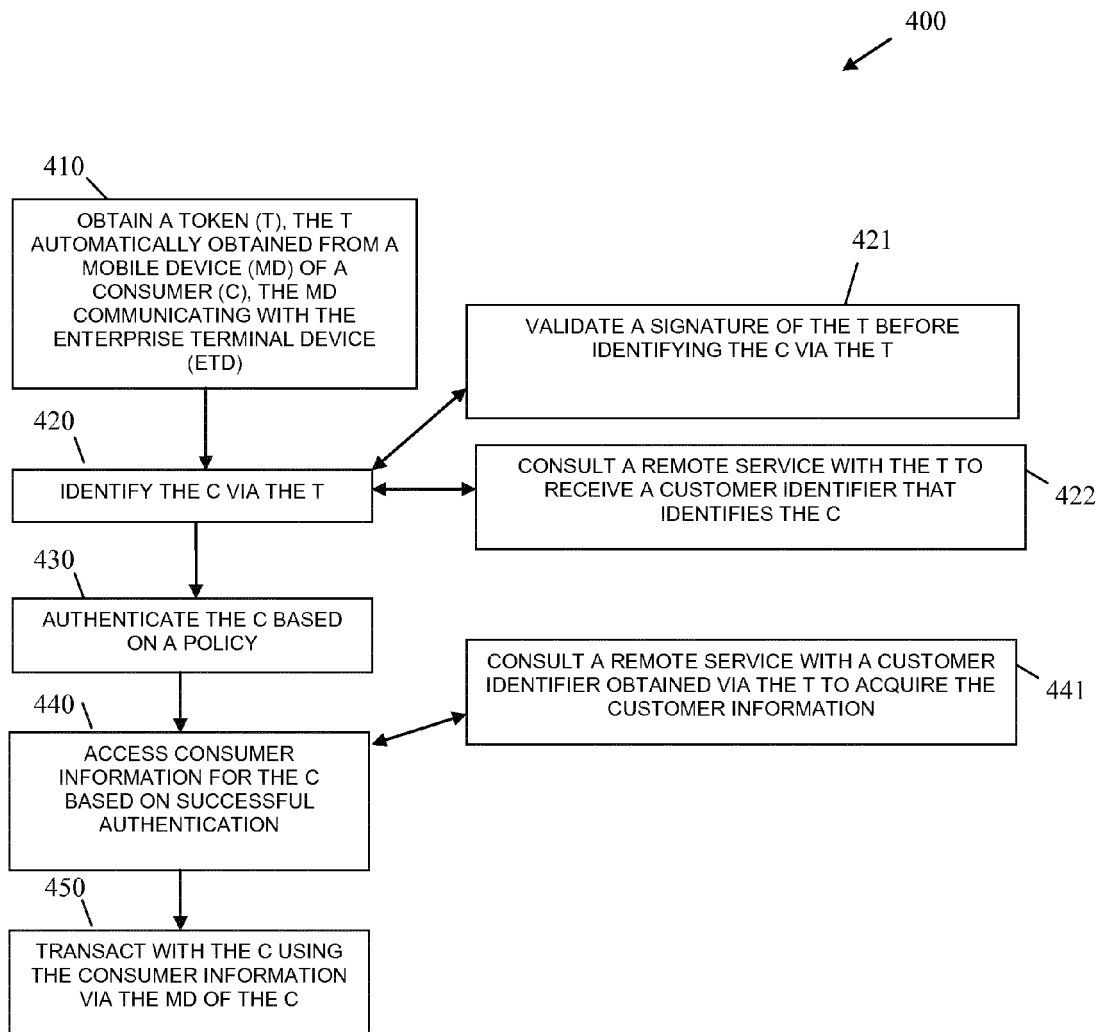 400
410
OBTAIN A TOKEN (T), THE T
AUTOMATICALLY OBTAINED FROM A
MOBILE DEVICE (MD) OF A
CONSUMER (C), THE MD
COMMUNICATING WITH THE
ENTERPRISE TERMINAL DEVICE
(ETD)
421
VALIDATE A SIGNATURE OF THE T BEFORE
IDENTIFYING THE C VIA THE T
420
IDENTIFY THE C VIA THE T
CONSULT A REMOTE SERVICE WITH THE T TO
RECEIVE A CUSTOMER IDENTIFIER THAT
IDENTIFIES THE C
422
430
AUTHENTICATE THE C BASED
ON A POLICY
CONSULT A REMOTE SERVICE WITH A CUSTOMER
IDENTIFIER OBTAINED VIA THE T TO ACQUIRE THE
CUSTOMER INFORMATION
441
440
ACCESS CONSUMER
INFORMATION FOR THE C
BASED ON SUCCESSFUL
AUTHENTICATION
450
TRANSACT WITH THE C USING
THE CONSUMER INFORMATION
VIA THE MD OF THE C